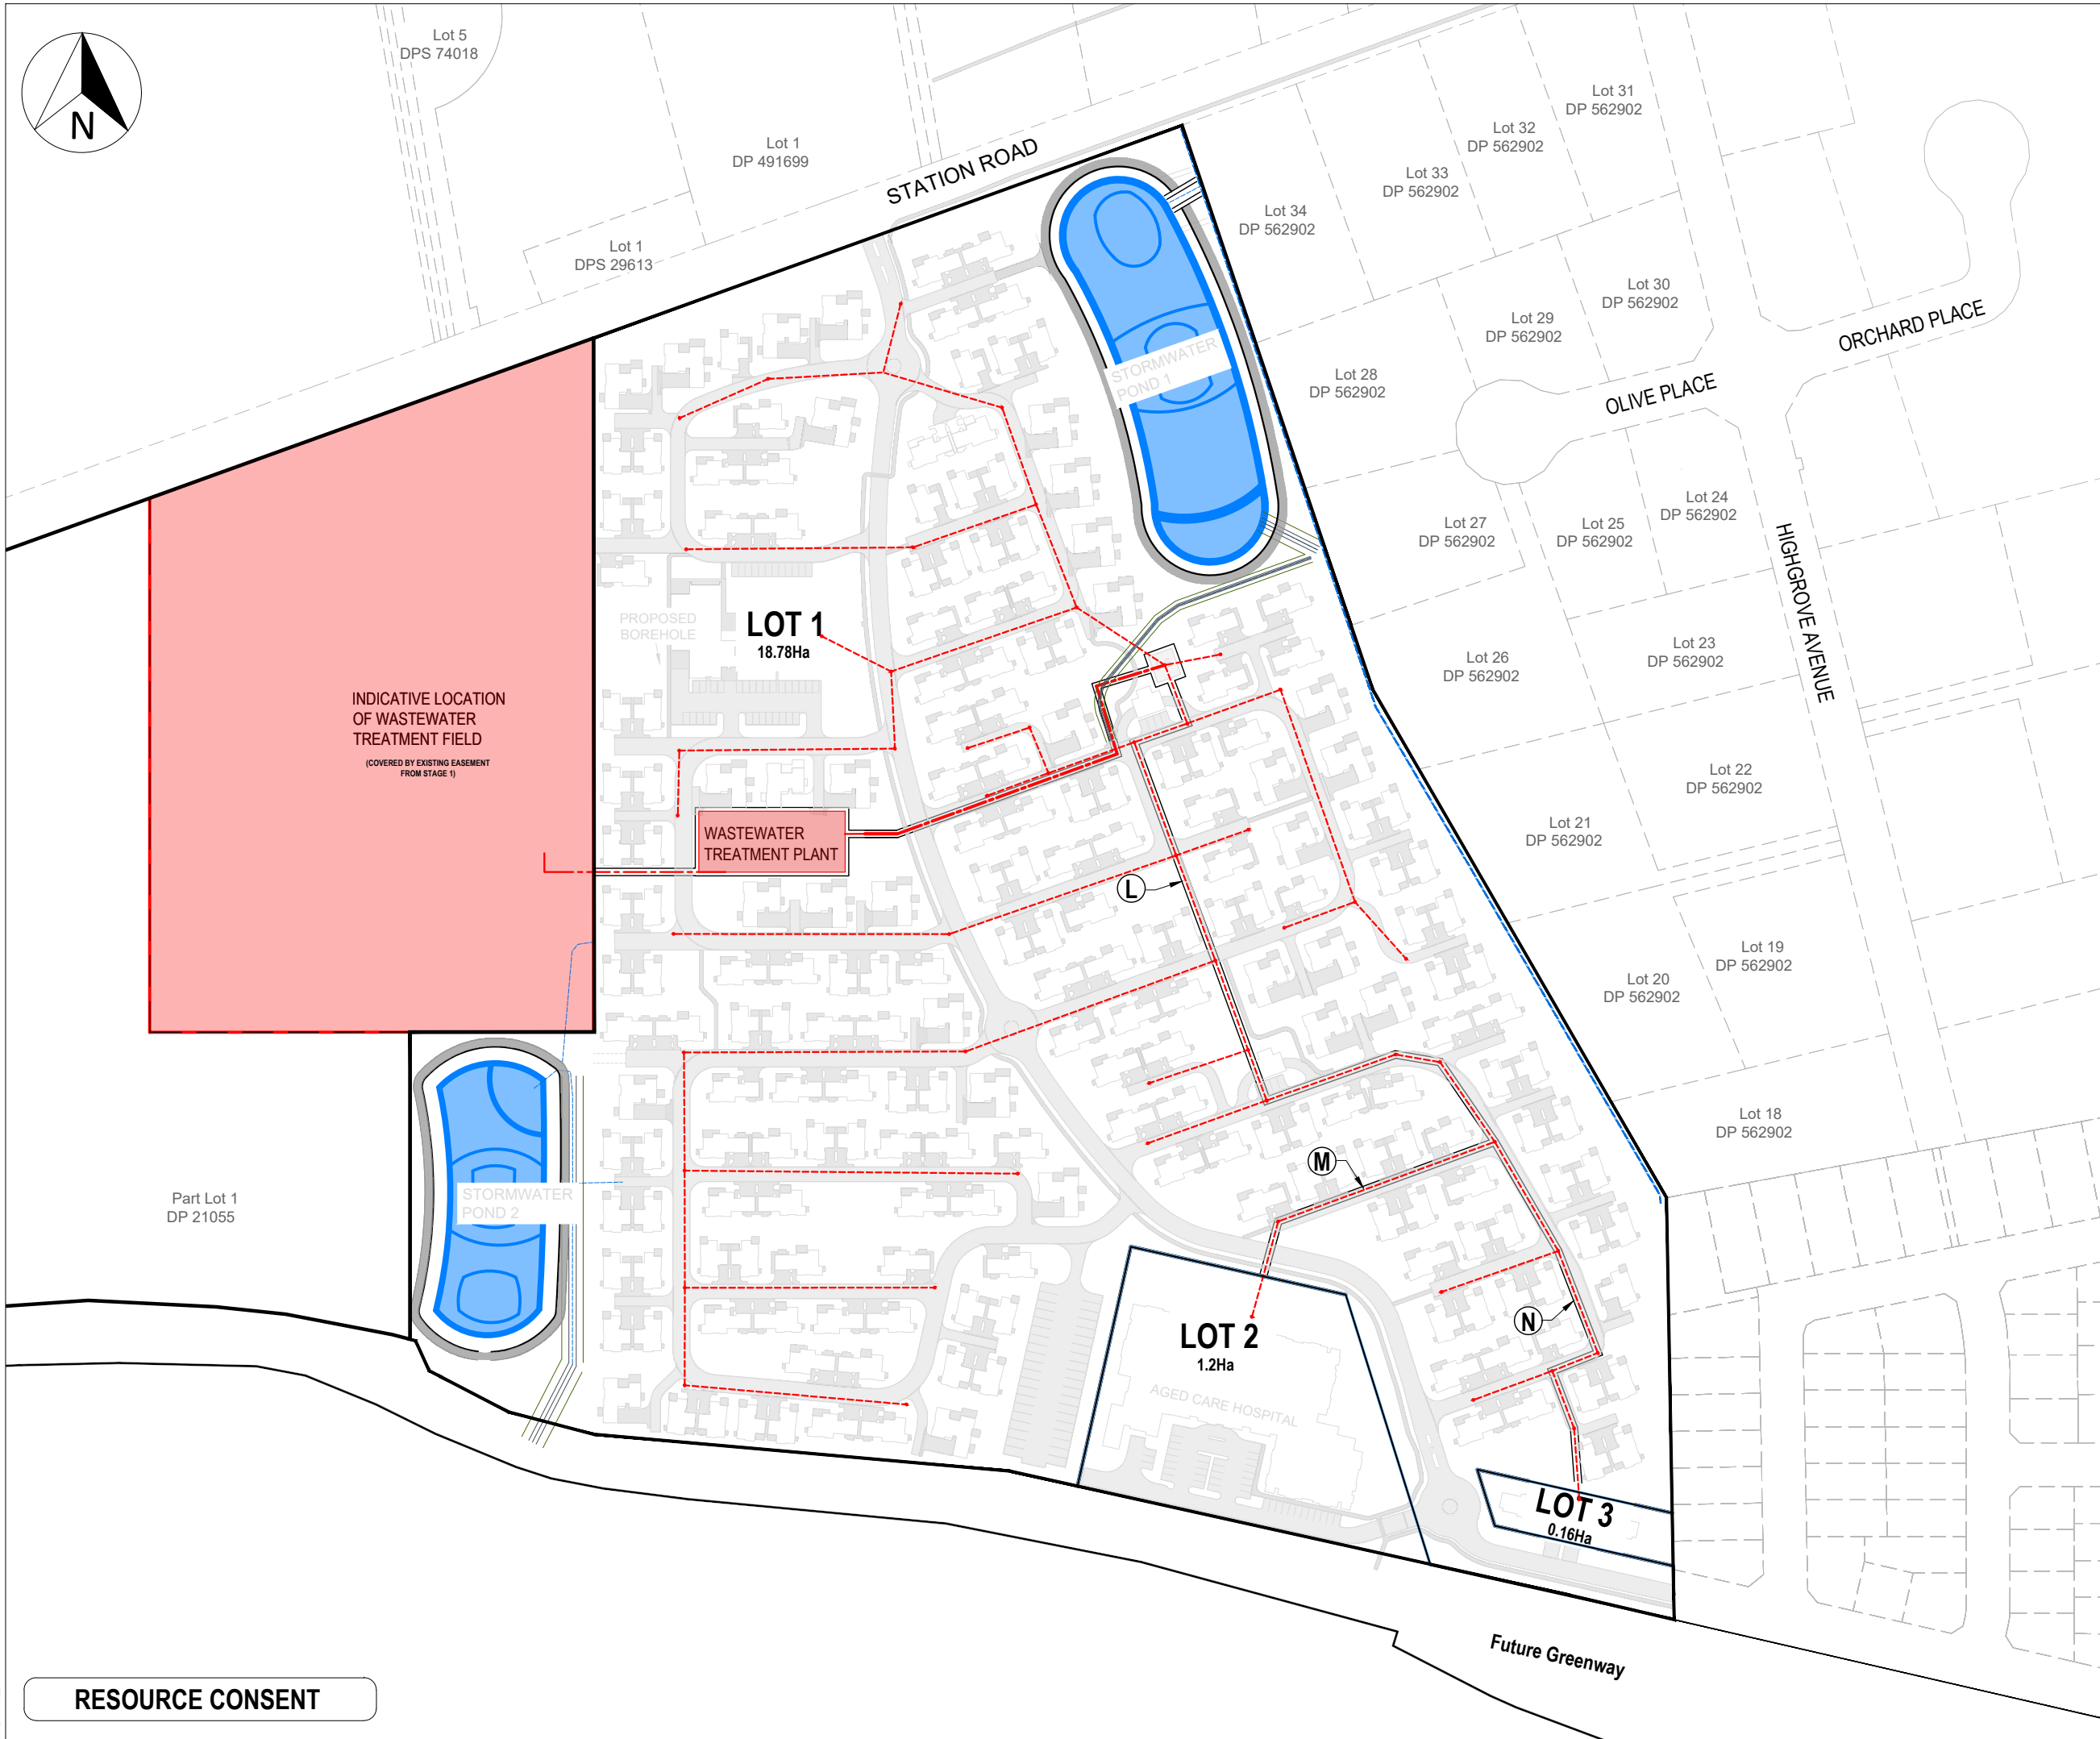 N
Lot 5
DPS 74018
Lot 1
DP 491699
Lot 1
DPS 29613
STATION ROAD
Lot 31
DP 562902
Lot 32
DP 562902
Lot 33
DP 562902
Lot 34
DP 562902
Lot 30
DP 562902
Lot 29
DP 562902
Lot 28
DP 562902
ORCHARD PLACE
OLIVE PLACE
HIGHGROVE AVENUE
Lot 27
DP 562902
Lot 25
DP 562902
Lot 24
DP 562902
Lot 26
DP 562902
Lot 23
DP 562902
Lot 22
DP 562902
Lot 21
DP 562902
Lot 20
DP 562902
Lot 19
DP 562902
Lot 18
DP 562902
STORMWATER
POND 1
PROPOSED
BOREHOLE
LOT 1
18.78Ha
INDICATIVE LOCATION
OF WASTEWATER
TREATMENT FIELD
(COVERED BY EXISTING EASEMENT
FROM STAGE 1)
WASTEWATER
TREATMENT PLANT
L
M
N
STORMWATER
POND 2
Part Lot 1
DP 21055
LOT 2
1.2Ha
AGED CARE HOSPITAL
LOT 3
0.16Ha
Future Greenway
RESOURCE CONSENT